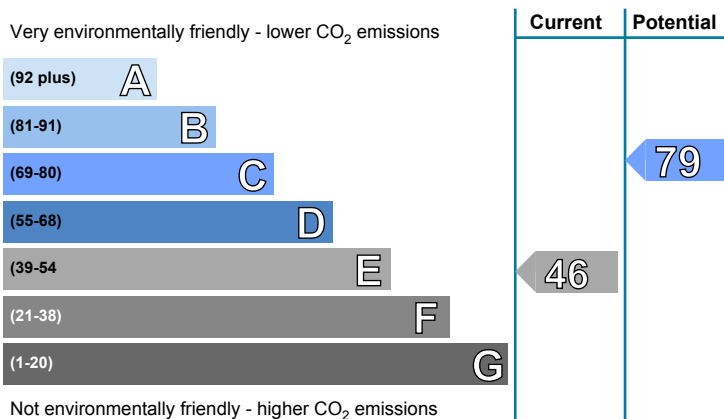 Very environmentally friendly - lower CO₂ emissions
Current
Potential
(92 plus) A
(81-91) B
(69-80) C
79
(55-68) D
(39-54 E
46
(21-38) F
(1-20) G
Not environmentally friendly - higher CO₂ emissions